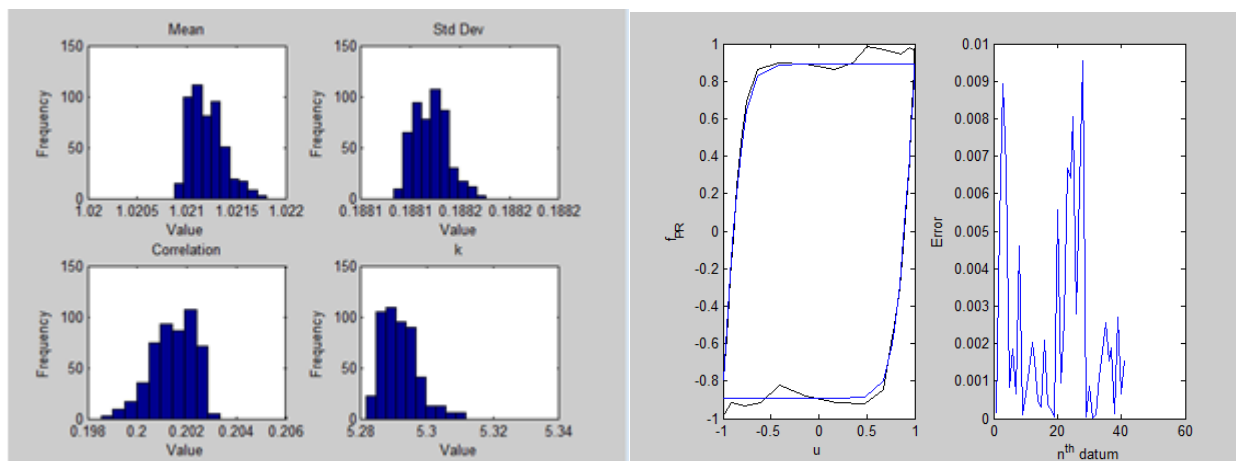 Mean
Std Dev
150
100
50
0
Frequency
1.02 1.0205 1.021 1.0215 1.022
Value
150
100
50
0
Frequency
0.1881 0.1881 0.1882 0.1882 0.1882
Value
Correlation
k
150
100
50
0
Frequency
0.198 0.2 0.202 0.204 0.206
Value
150
100
50
0
Frequency
5.28 5.3 5.32 5.34
Value
1
0.8
0.6
0.4
0.2
0
-0.2
-0.4
-0.6
-0.8
-1
f_PR
-1 -0.5 0 0.5 1
u
0.01
0.009
0.008
0.007
0.006
0.005
0.004
0.003
0.002
0.001
0
Error
0 20 40 60
n^th datum